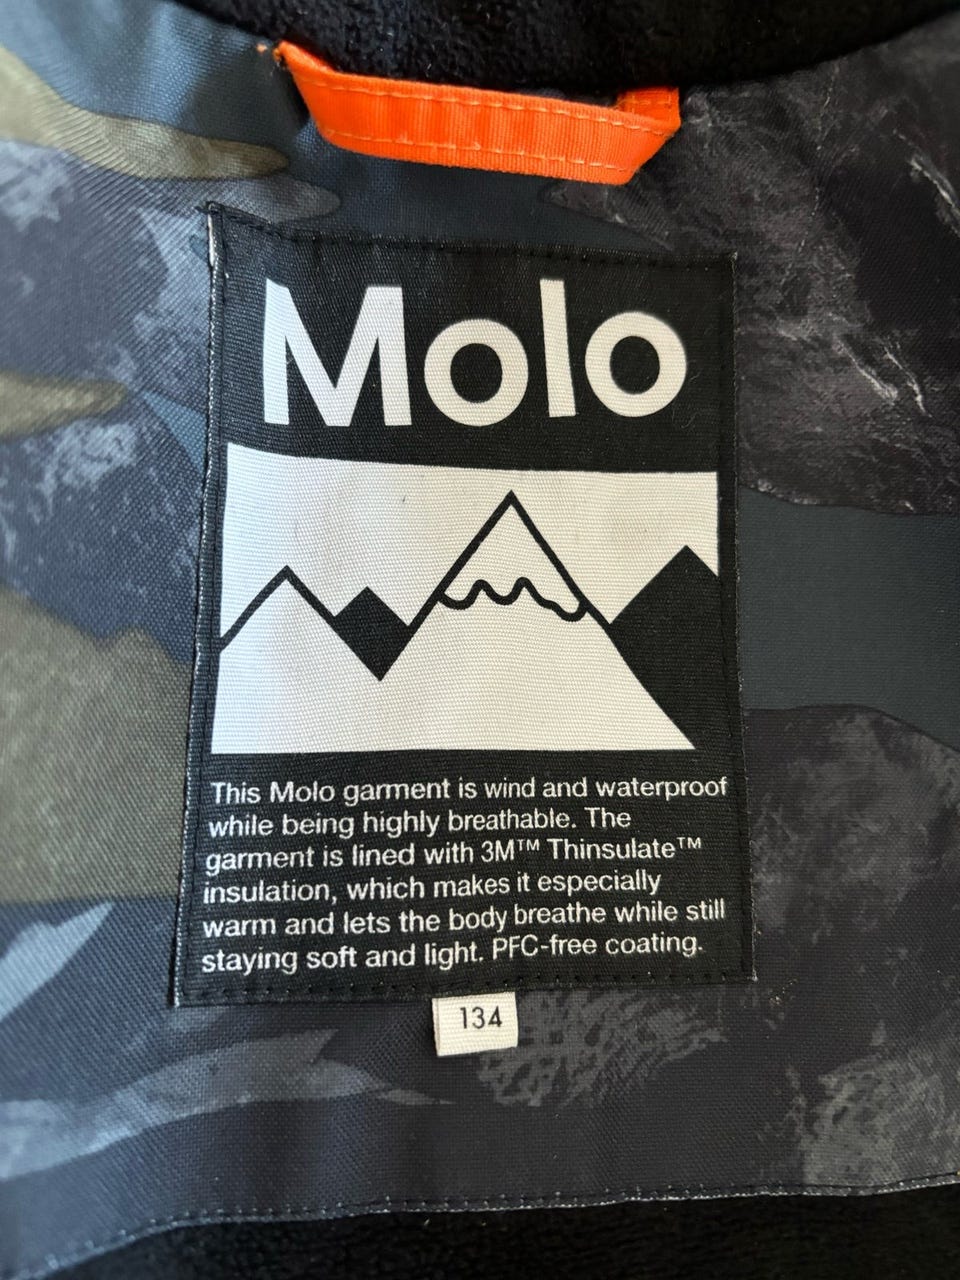 Molo
This Molo garment is wind and waterproof
while being highly breathable. The
garment is lined with 3M™ Thinsulate™
insulation, which makes it especially
warm and lets the body breathe while still
staying soft and light. PFC-free coating.
134